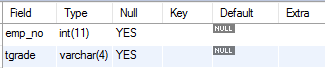 Field Type Null Key Default Extra
emp_no int(11) YES NULL
tgrade varchar(4) YES NULL